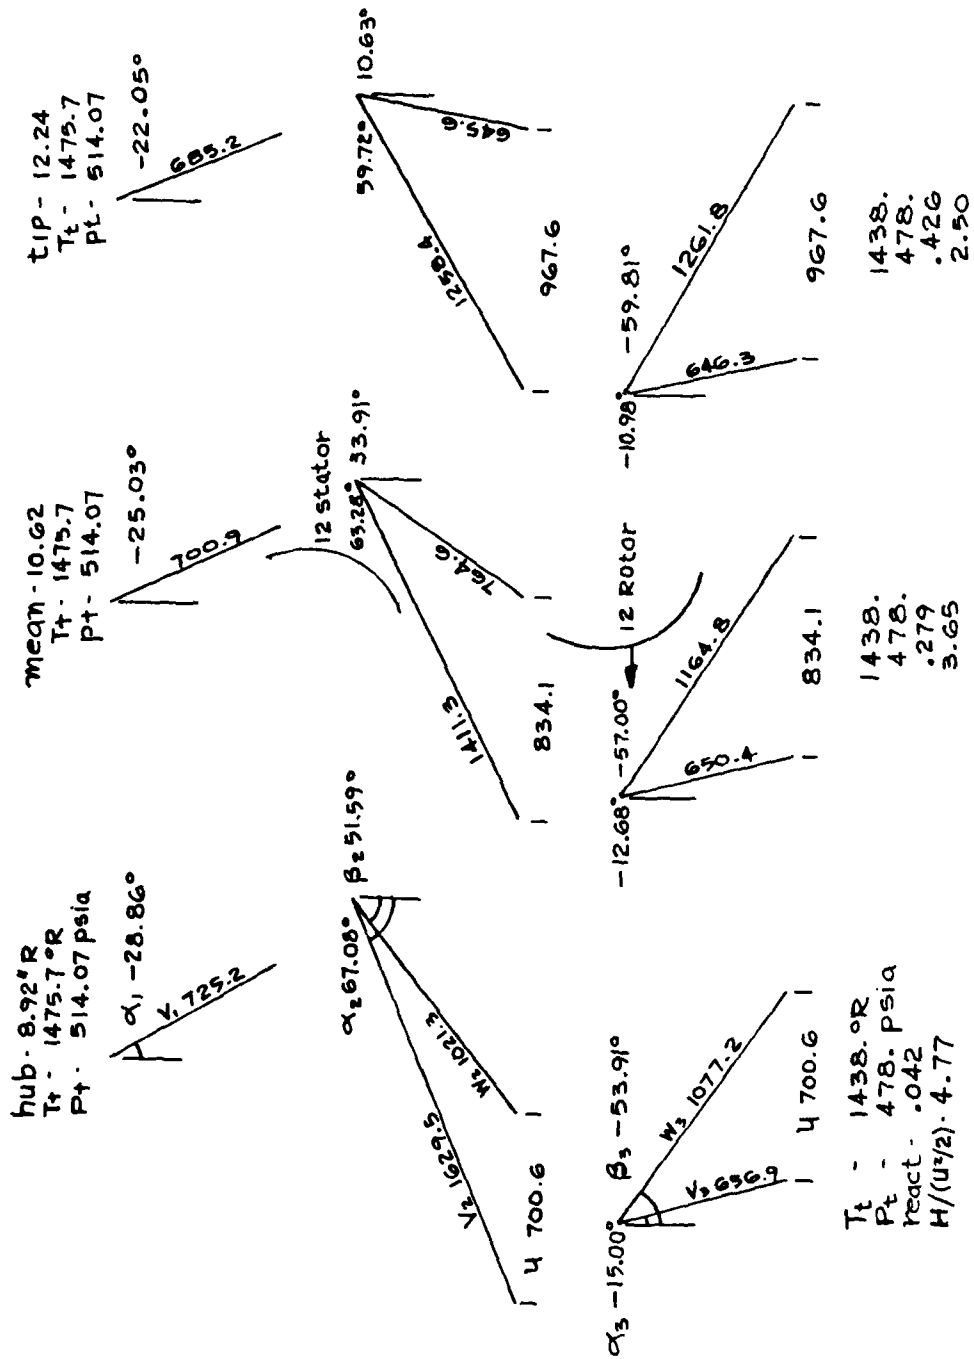 hub - 8.92" R
Tt - 1475.7 °R
Pt - 514.07 psia
α1 -28.86°
V1 725.2
α2 67.08°
β2 51.59°
V2 1629.5
W2 1021.3
U 700.6
α3 -15.00°
β3 -53.91°
W3 1077.2
V3 656.9
U 700.6
Tt - 1438. °R
Pt - 478. psia
react - .042
H/(U²/2) - 4.77
mean - 10.62
Tt - 1475.7
Pt - 514.07
-25.03°
700.9
12 stator
63.28°
33.91°
1411.3
764.6
834.1
12 Rotor
-12.68°
-57.00°
1164.8
650.4
834.1
1438.
478.
.279
3.65
tip - 12.24
Tt - 1475.7
Pt - 514.07
-22.05°
685.2
59.72°
10.63°
1258.4
645.6
967.6
-10.98°
-59.81°
1261.8
646.3
967.6
1438.
478.
.426
2.50